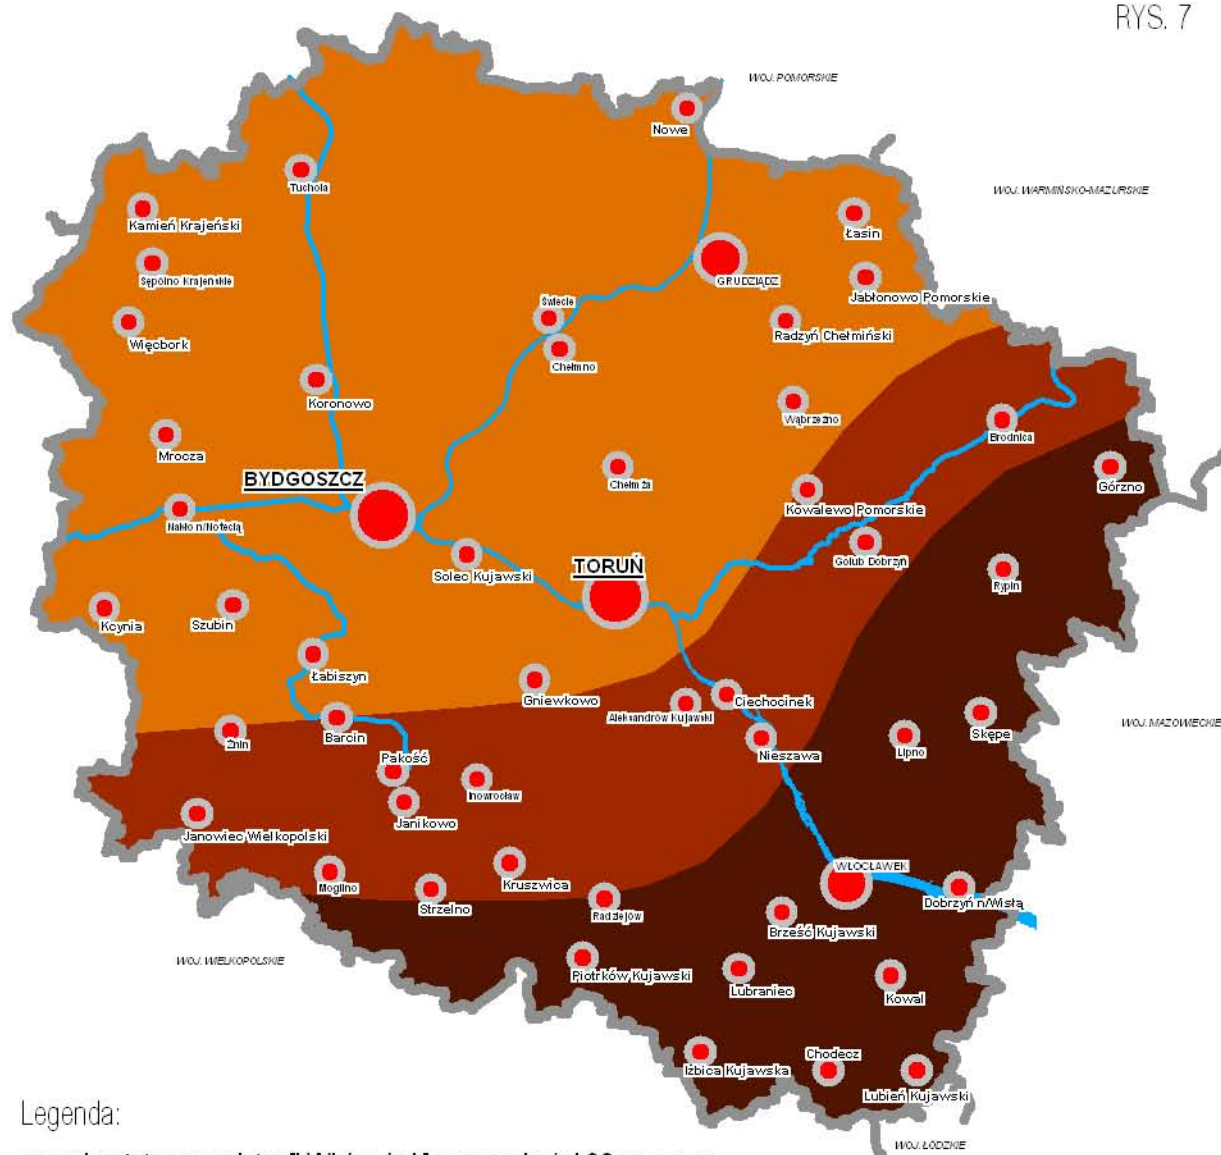 RYS. 7
WOJ. POMORSKIE
Nowe
Tuchola
WOJ. WARMIŃSKO-MAZURSKIE
Kamień Krajeński
Łasin
Sępólno Krajeńskie
GRUDZIĄDZ
Jabłonowo Pomorskie
Świecie
Więcbork
Radzyń Chełmiński
Chełmno
Koronowo
Wąbrzeźno
Brodnica
Mrocza
BYDGOSZCZ
Chełmża
Górzno
Kowalewo Pomorskie
Nakło n/Notecią
Golub Dobrzyń
TORUŃ
Solec Kujawski
Rypin
Kcynia
Szubin
Łabiszyn
Gniewkowo
Ciechocinek
Aleksandrów Kujawski
WOJ. MAZOWIECKIE
Skępe
Żnin
Barcin
Lipno
Pakość
Nieszawa
Inowrocław
Janikowo
Janowiec Wielkopolski
WŁOCŁAWEK
Mogilno
Kruszwica
Strzelno
Radziejów
Dobrzyń n/Wisłą
Brześć Kujawski
WOJ. WIELKOPOLSKIE
Piotrków Kujawski
Lubraniec
Kowal
Chodecz
Izbica Kujawska
Lubień Kujawski
Legenda:
WOJ. ŁÓDZKIE